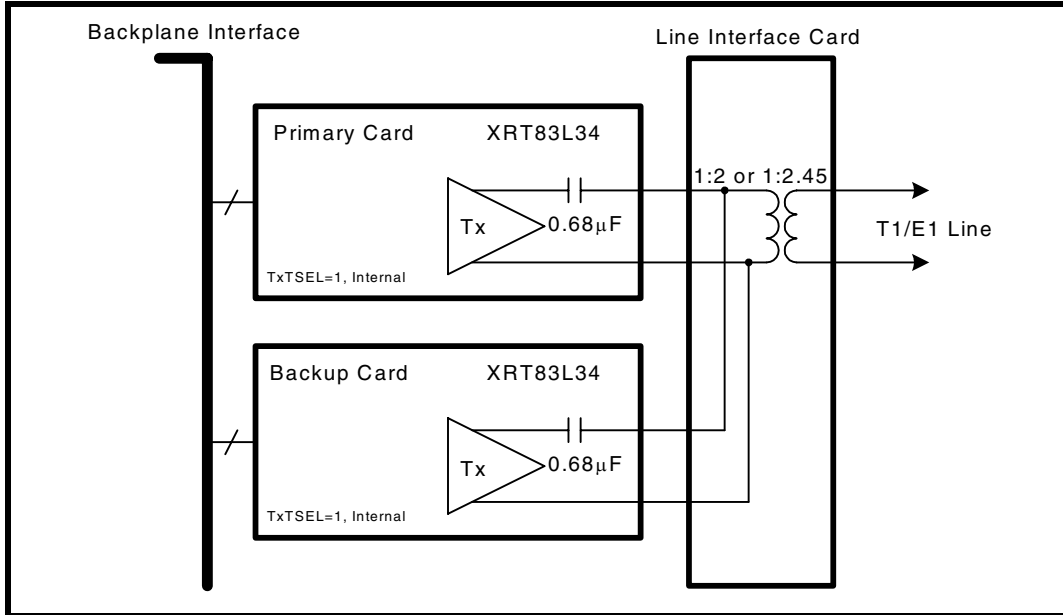 Backplane Interface
Line Interface Card
Primary Card XRT83L34
1:2 or 1:2.45
Tx
0.68μF
T1/E1 Line
TxTSEL=1, Internal
Backup Card XRT83L34
Tx
0.68μF
TxTSEL=1, Internal